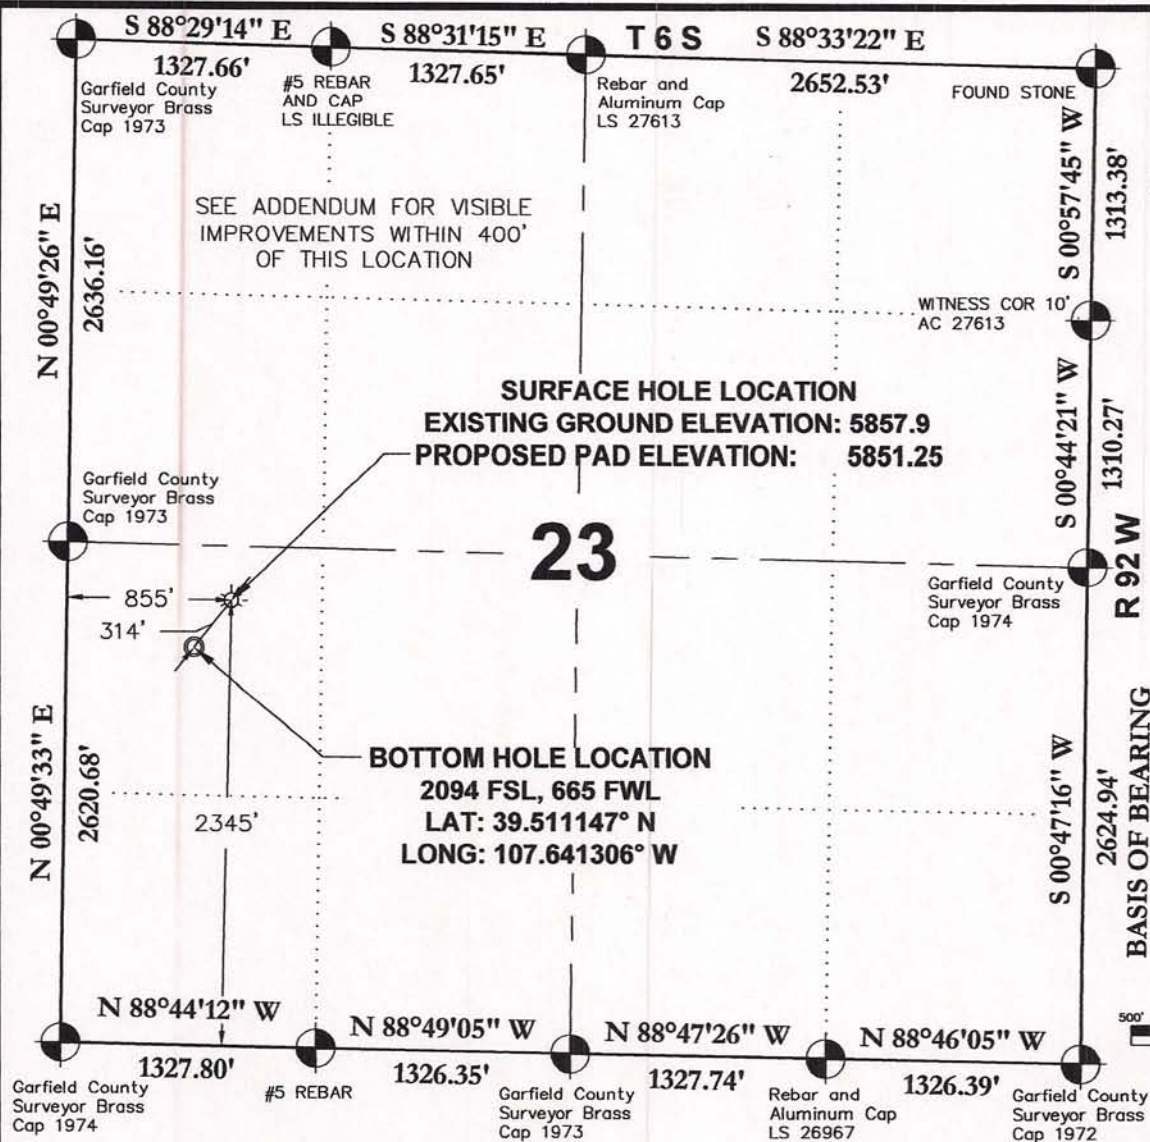 S 88°29'14" E
S 88°31'15" E
T 6 S
S 88°33'22" E
1327.66'
1327.65'
2652.53'
Garfield County
Surveyor Brass
Cap 1973
#5 REBAR
AND CAP
LS ILLEGIBLE
Rebar and
Aluminum Cap
LS 27613
FOUND STONE
S 00°57'45" W
1313.38'
SEE ADDENDUM FOR VISIBLE
IMPROVEMENTS WITHIN 400'
OF THIS LOCATION
N 00°49'26" E
2636.16'
WITNESS COR 10'
AC 27613
SURFACE HOLE LOCATION
EXISTING GROUND ELEVATION: 5857.9
PROPOSED PAD ELEVATION: 5851.25
S 00°44'21" W
1310.27'
Garfield County
Surveyor Brass
Cap 1973
23
R 92 W
Garfield County
Surveyor Brass
Cap 1974
855'
314'
BOTTOM HOLE LOCATION
2094 FSL, 665 FWL
LAT: 39.511147° N
LONG: 107.641306° W
N 00°49'33" E
2620.68'
2345'
S 00°47'16" W
2624.94'
BASIS OF BEARING
500'
N 88°44'12" W
N 88°49'05" W
N 88°47'26" W
N 88°46'05" W
1327.80'
1326.35'
1327.74'
1326.39'
Garfield County
Surveyor Brass
Cap 1974
#5 REBAR
Garfield County
Surveyor Brass
Cap 1973
Rebar and
Aluminum Cap
LS 26967
Garfield County
Surveyor Brass
Cap 1972